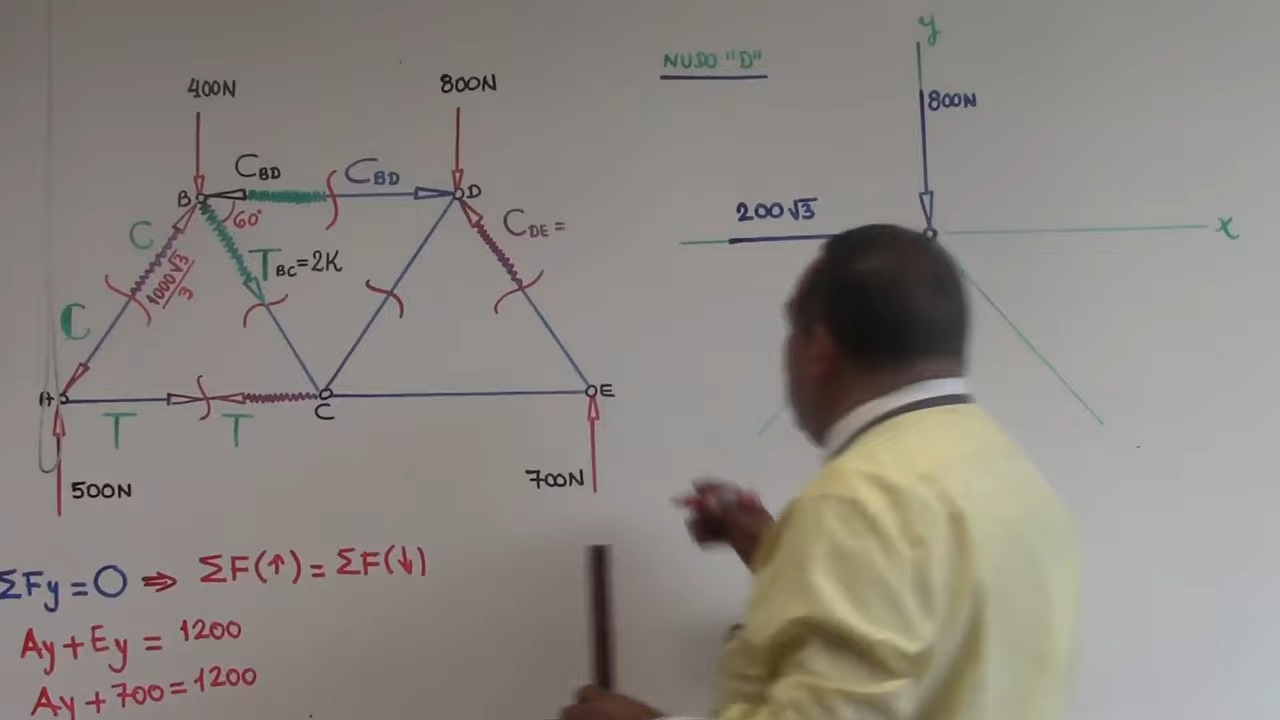 400N
800N
C_BD
C_BD
B
D
60°
C
1000√3/3
T_BC=2K
C_DE=
C
A
C
E
T
T
500N
700N
ΣFy=0 ⇒ ΣF(↑)=ΣF(↓)
Ay+Ey=1200
Ay+700=1200
NUDO "D"
y
800N
200√3
x